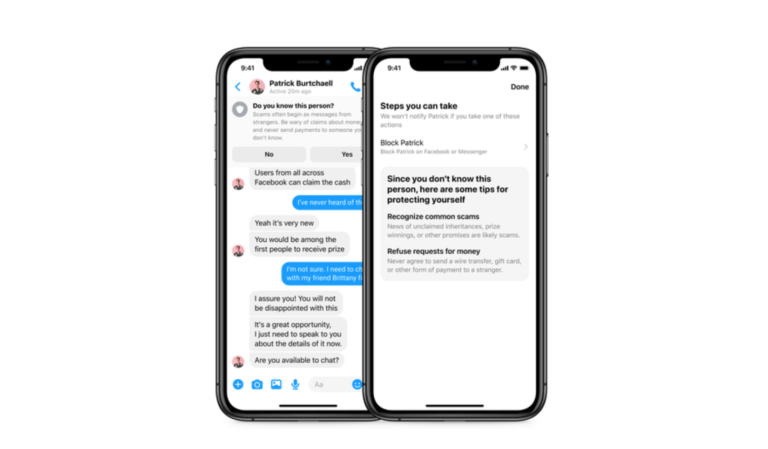 9:41
Patrick Burtchaell
Active 20m ago
Do you know this person?
Scams often begin as messages from
strangers. Be wary of claims about money
and never send payments to someone you
don't know.
No
Yes
Users from all across
Facebook can claim the cash
I've never heard of
Yeah it's very new
You would be among the
first people to receive prize
I'm not sure. I need to
with my friend Brittany
I assure you! You will not
be disappointed with this
It's a great opportunity,
I just need to speak to you
about the details of it now.
Are you available to chat?
Aa
9:41
Done
Steps you can take
We won't notify Patrick if you take one of these
actions
Block Patrick
Block Patrick on Facebook or Messenger
Since you don't know this
person, here are some tips for
protecting yourself
Recognize common scams
News of unclaimed inheritances, prize
winnings, or other promises are likely scams.
Refuse requests for money
Never agree to send a wire transfer, gift card,
or other form of payment to a stranger.